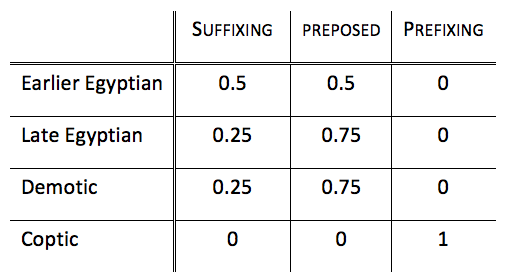 SUFFIXING PREPOSED PREFIXING
Earlier Egyptian 0.5 0.5 0
Late Egyptian 0.25 0.75 0
Demotic 0.25 0.75 0
Coptic 0 0 1